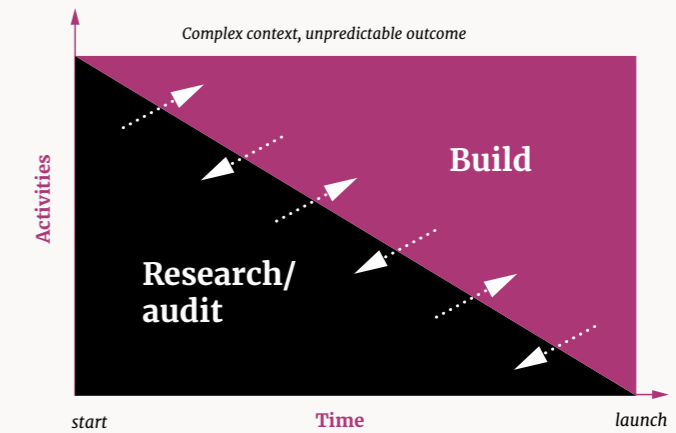 Complex context, unpredictable outcome
Build
Activities
Research/
audit
start
Time
launch